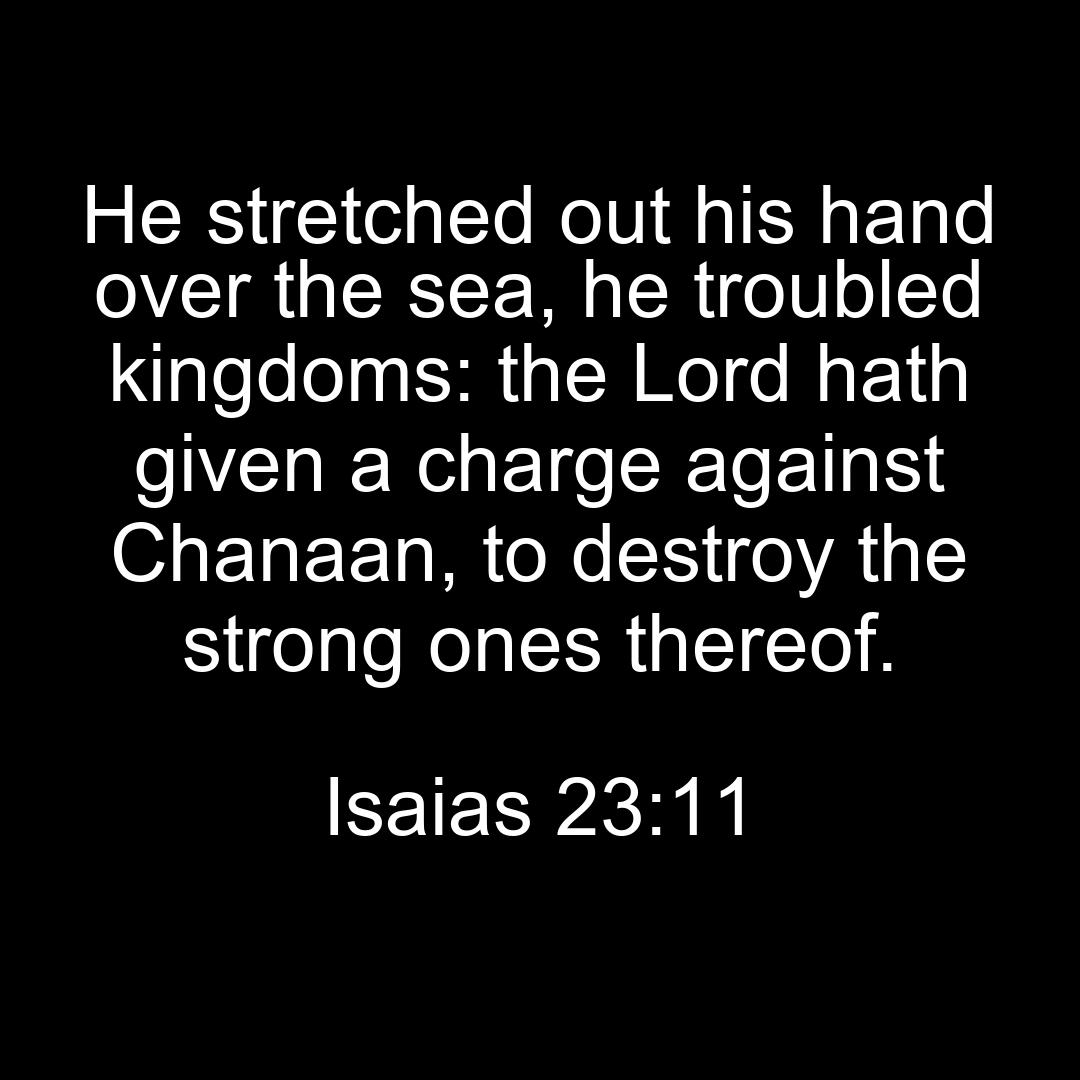 He stretched out his hand
over the sea, he troubled
kingdoms: the Lord hath
given a charge against
Chanaan, to destroy the
strong ones thereof.
Isaias 23:11